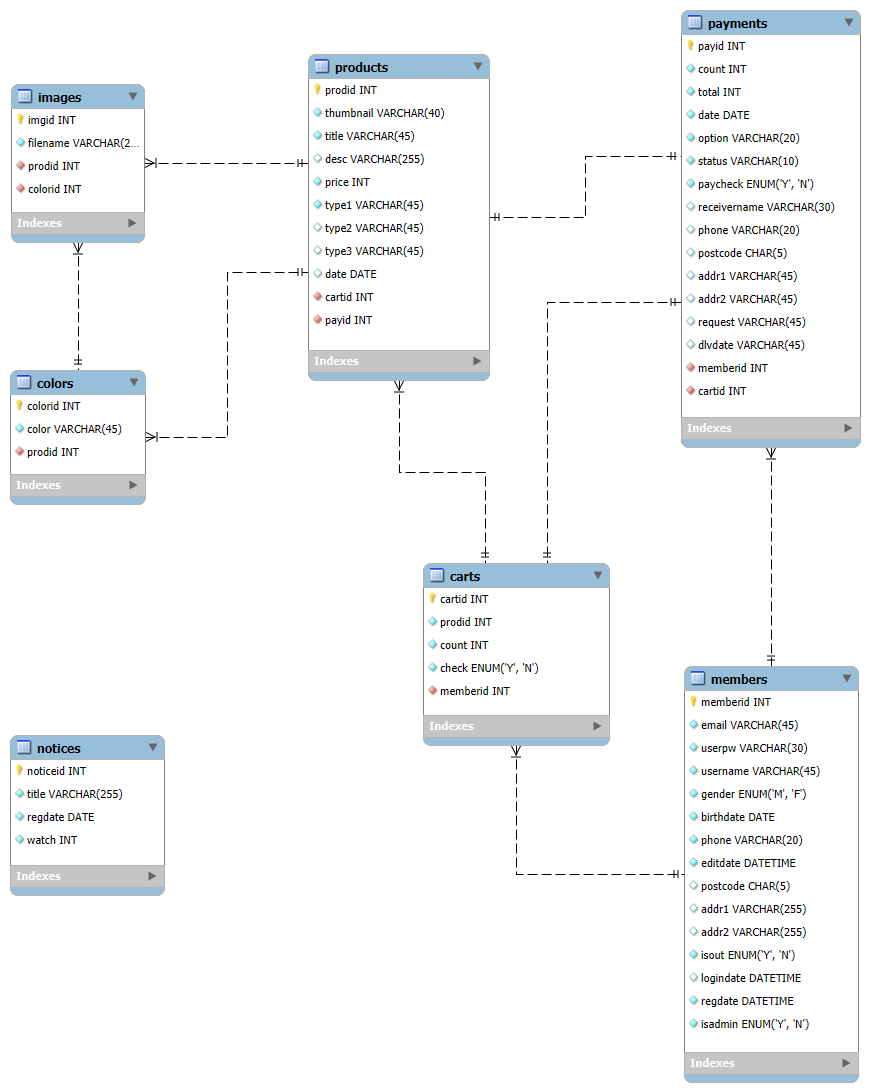 images
imgid INT
filename VARCHAR(2...
prodid INT
colorid INT
Indexes
products
prodid INT
thumbnail VARCHAR(40)
title VARCHAR(45)
desc VARCHAR(255)
price INT
type1 VARCHAR(45)
type2 VARCHAR(45)
type3 VARCHAR(45)
date DATE
cartid INT
payid INT
Indexes
payments
payid INT
count INT
total INT
date DATE
option VARCHAR(20)
status VARCHAR(10)
paycheck ENUM('Y', 'N')
receivername VARCHAR(30)
phone VARCHAR(20)
postcode CHAR(5)
addr1 VARCHAR(45)
addr2 VARCHAR(45)
request VARCHAR(45)
dlvdate VARCHAR(45)
memberid INT
cartid INT
Indexes
colors
colorid INT
color VARCHAR(45)
prodid INT
Indexes
carts
cartid INT
prodid INT
count INT
check ENUM('Y', 'N')
memberid INT
Indexes
members
memberid INT
email VARCHAR(45)
userpw VARCHAR(30)
username VARCHAR(45)
gender ENUM('M', 'F')
birthdate DATE
phone VARCHAR(20)
editdate DATETIME
postcode CHAR(5)
addr1 VARCHAR(255)
addr2 VARCHAR(255)
isout ENUM('Y', 'N')
logindate DATETIME
regdate DATETIME
isadmin ENUM('Y', 'N')
Indexes
notices
noticeid INT
title VARCHAR(255)
regdate DATE
watch INT
Indexes